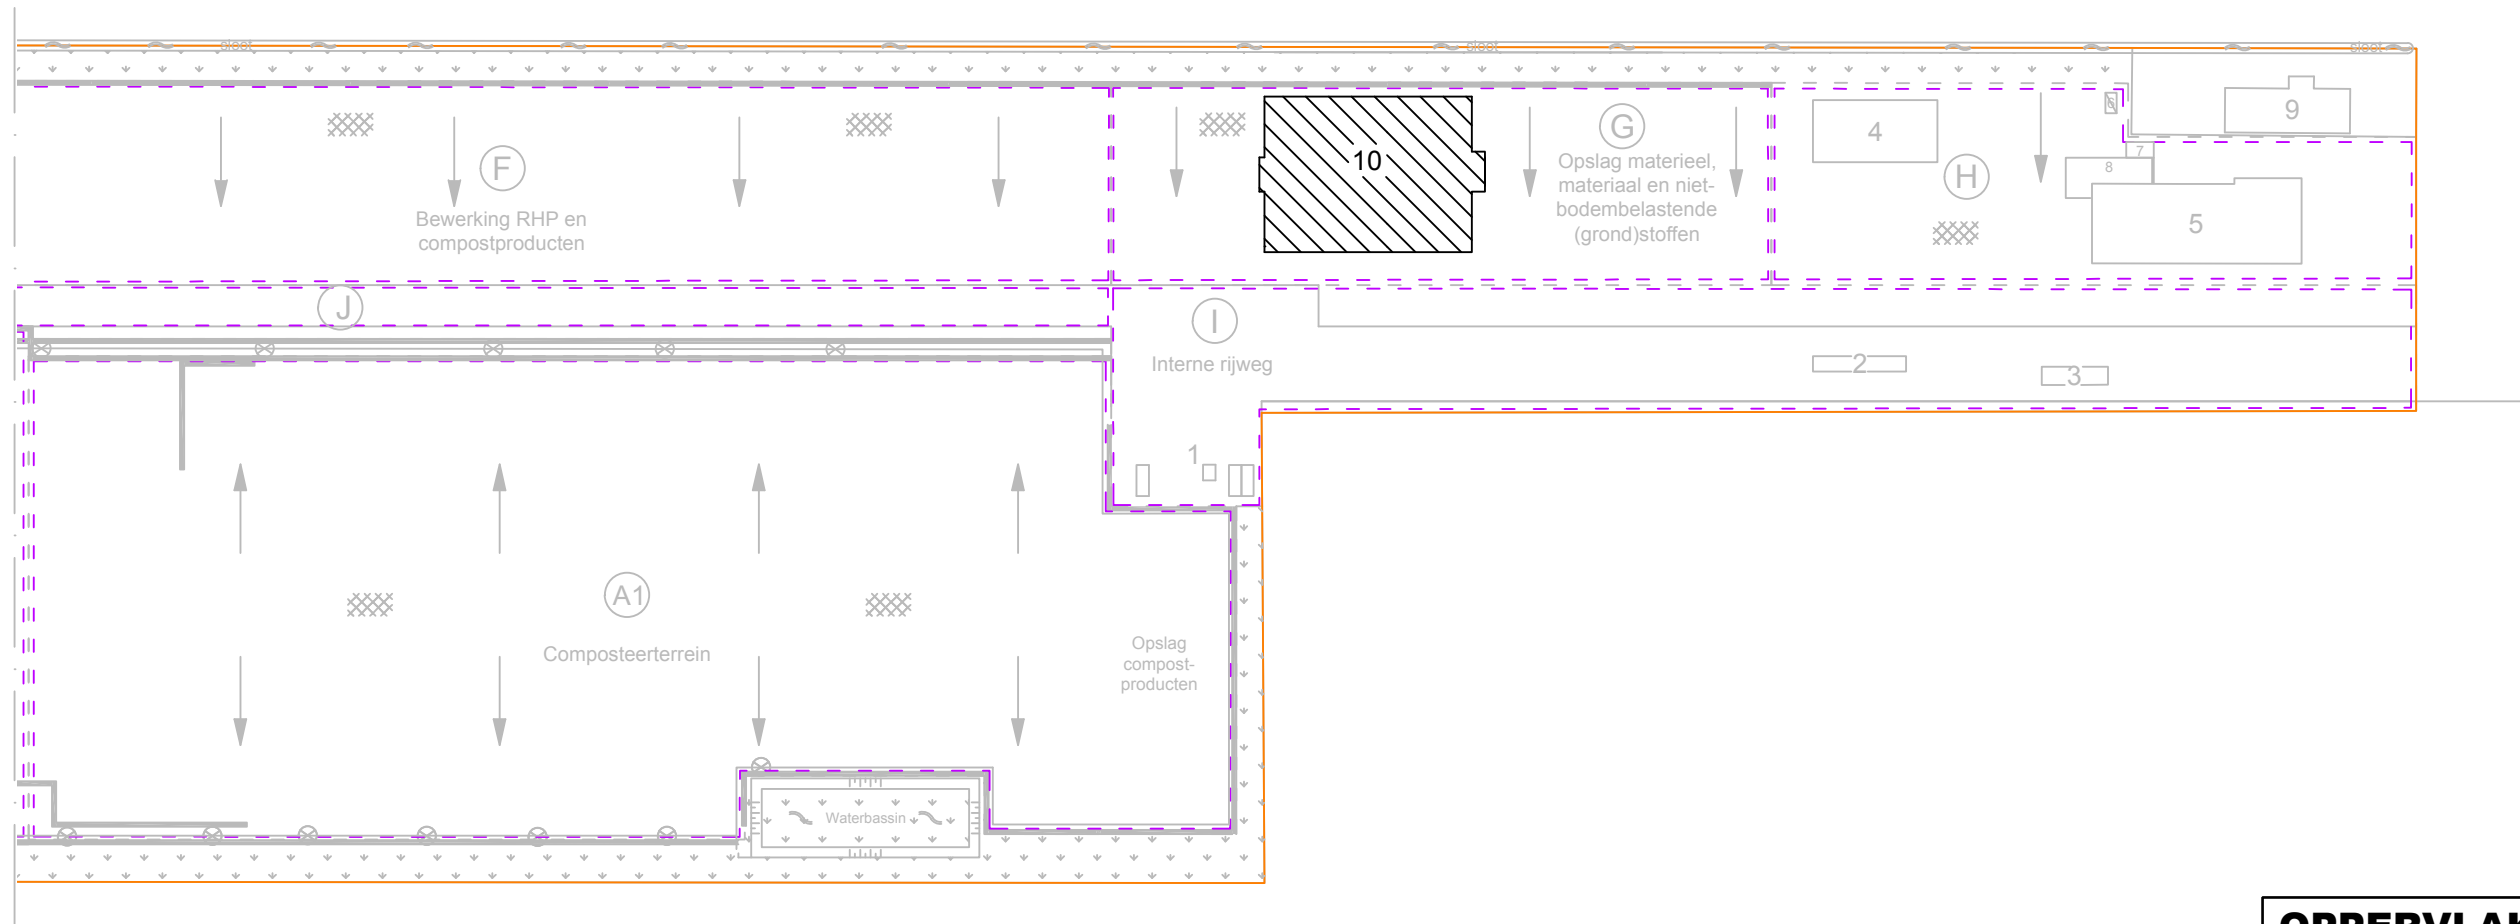 sloot
sloot
sloot
F
Bewerking RHP en
compostproducten
10
G
Opslag materieel,
materiaal en niet-
bodembelastende
(grond)stoffen
4
H
9
7
8
5
J
I
Interne rijweg
2
3
1
A1
Composteerterrein
Opslag
compost-
producten
Waterbassin